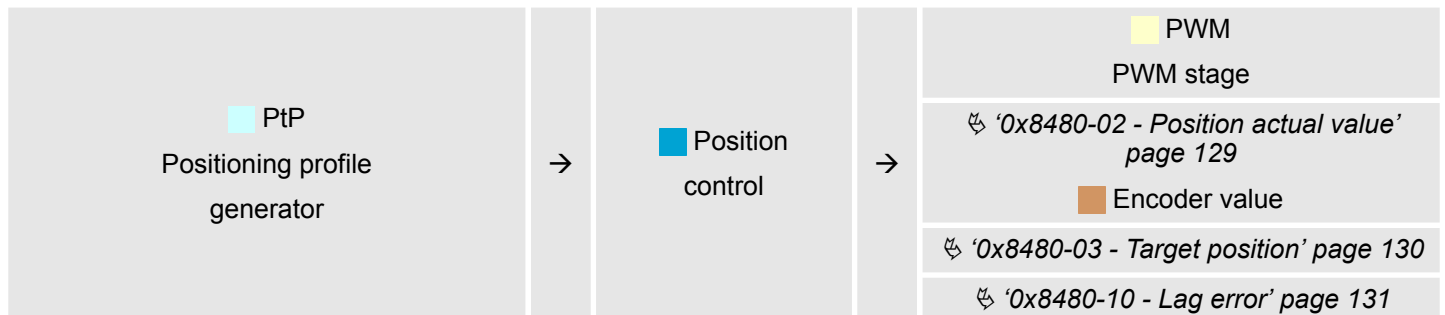 PtP
Positioning profile
generator
→
Position
control
→
PWM
PWM stage
↳ ‘0x8480-02 - Position actual value’
page 129
Encoder value
↳ ‘0x8480-03 - Target position’ page 130
↳ ‘0x8480-10 - Lag error’ page 131